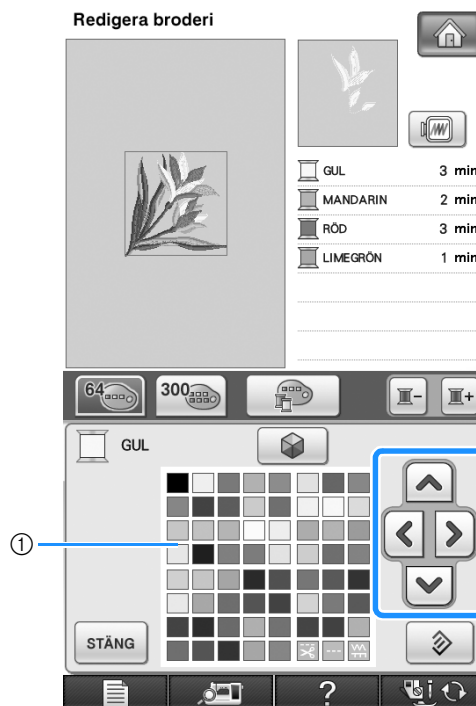 Redigera broderi
GUL 3 min
MANDARIN 2 min
RÖD 3 min
LIMEGRÖN 1 min
64 300 - +
GUL
①
STÄNG
? i